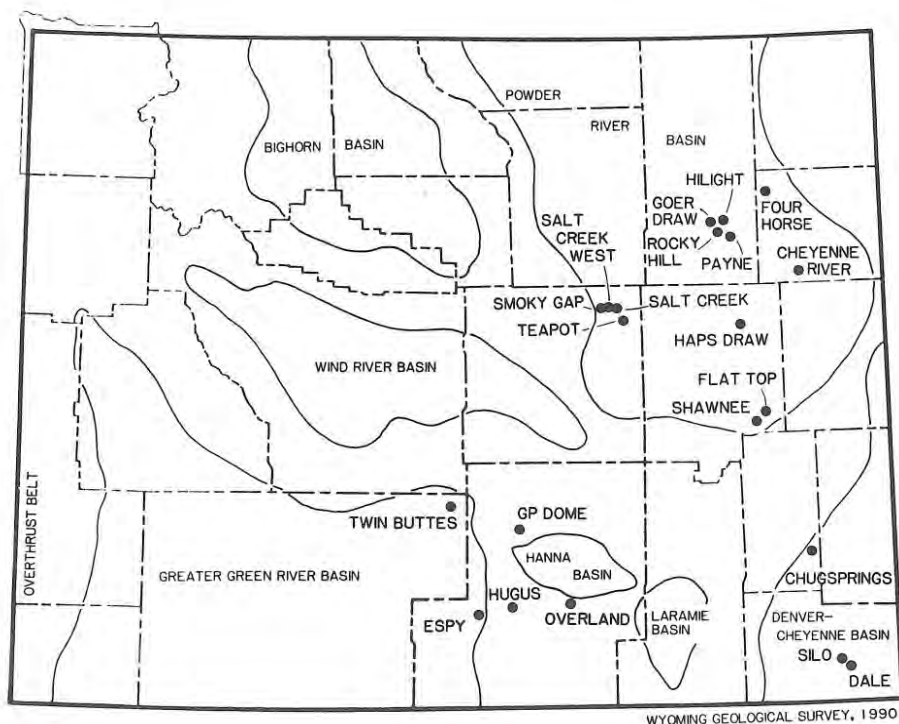 POWDER
RIVER
BASIN
BIGHORN
BASIN
HILIGHT
GOER
DRAW
FOUR
HORSE
ROCKY
HILL
PAYNE
CHEYENNE
RIVER
SALT
CREEK
WEST
SMOKY GAP
SALT CREEK
TEAPOT
HAPS DRAW
WIND RIVER BASIN
FLAT TOP
SHAWNEE
OVERTHRUST BELT
TWIN BUTTES
GP DOME
HANNA
BASIN
GREATER GREEN RIVER BASIN
CHUGSPRINGS
HUGUS
ESPY
OVERLAND
LARAMIE
BASIN
DENVER-
CHEYENNE BASIN
SILO
DALE
WYOMING GEOLOGICAL SURVEY, 1990